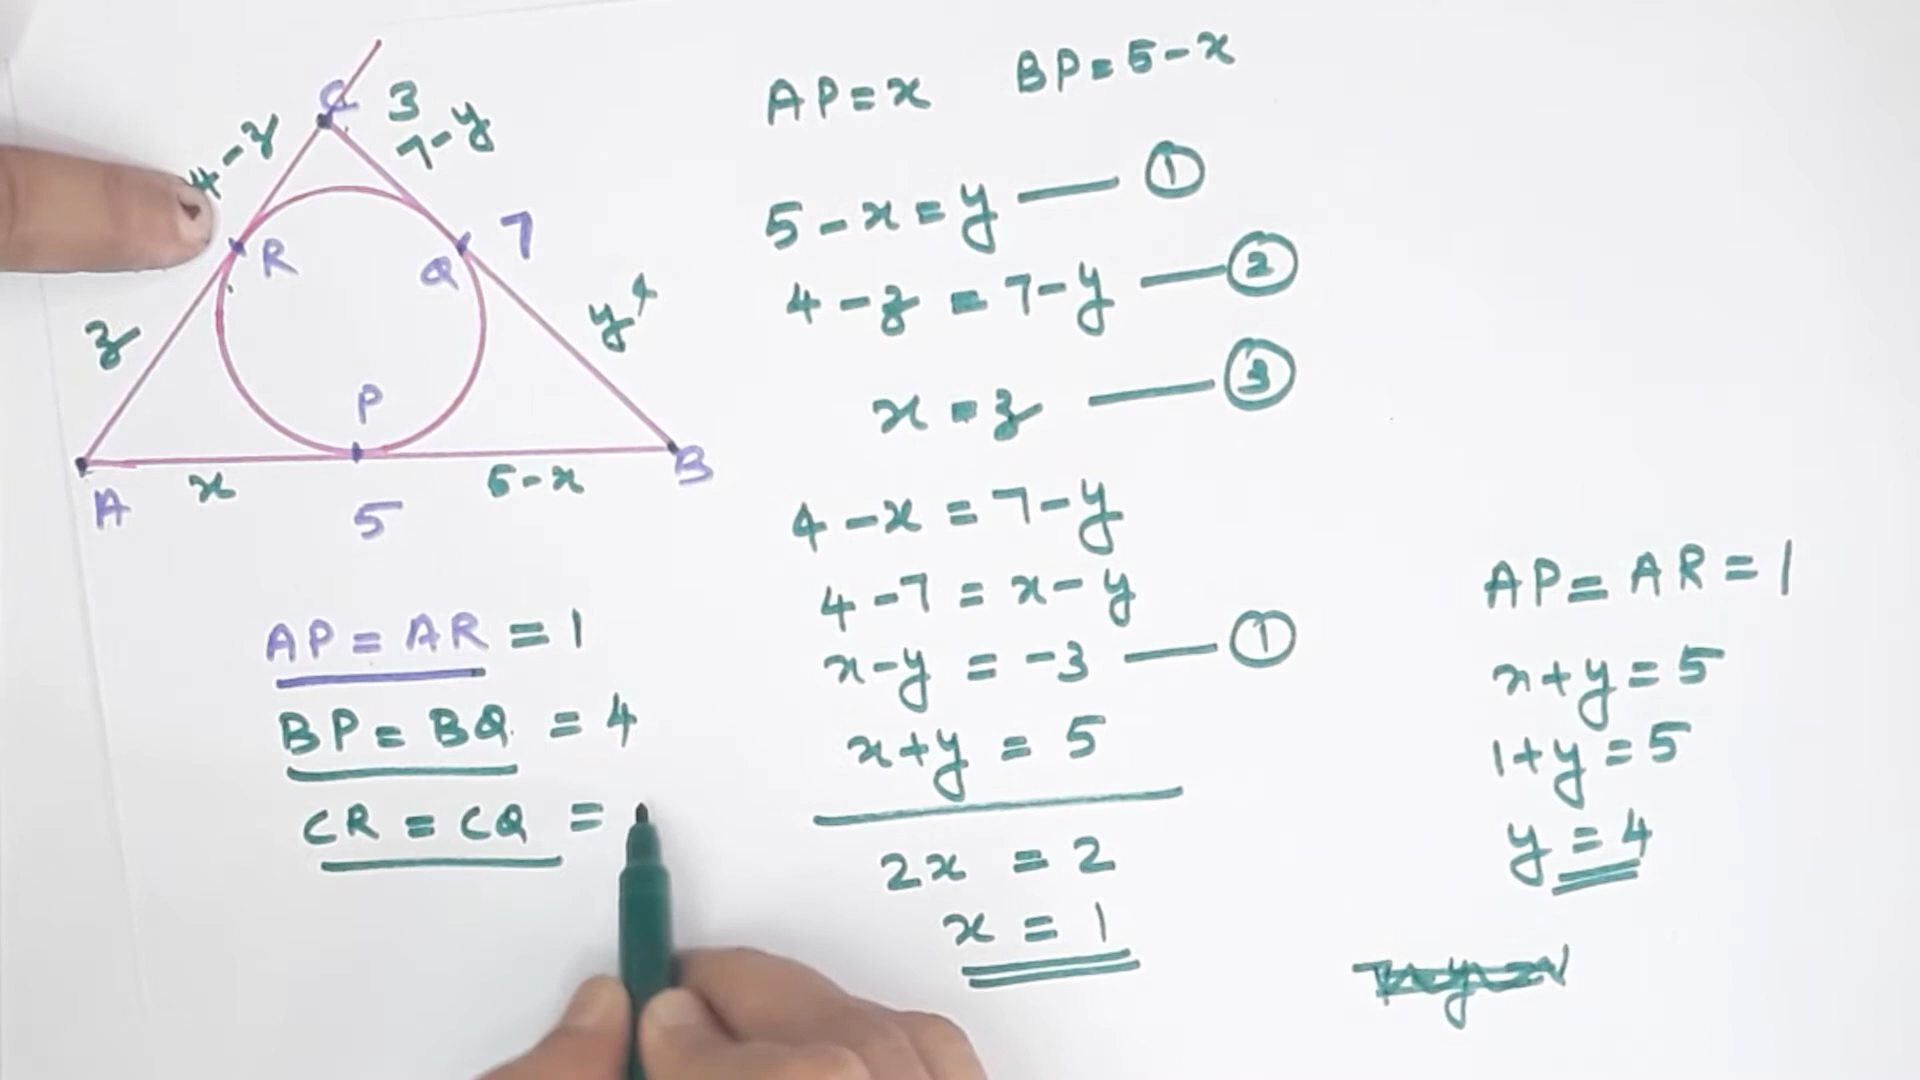 C
3
4-z
7-y
R
Q
7
z
y 4
P
A
x
5-x
B
5
AP = AR = 1
BP = BQ = 4
CR = CQ =
AP = x BP = 5-x
5-x = y — ①
4-z = 7-y — ②
x = z — ③
4-x = 7-y
4-7 = x-y
x-y = -3 — ①
x+y = 5
2x = 2
x = 1
AP = AR = 1
x+y = 5
1+y = 5
y = 4